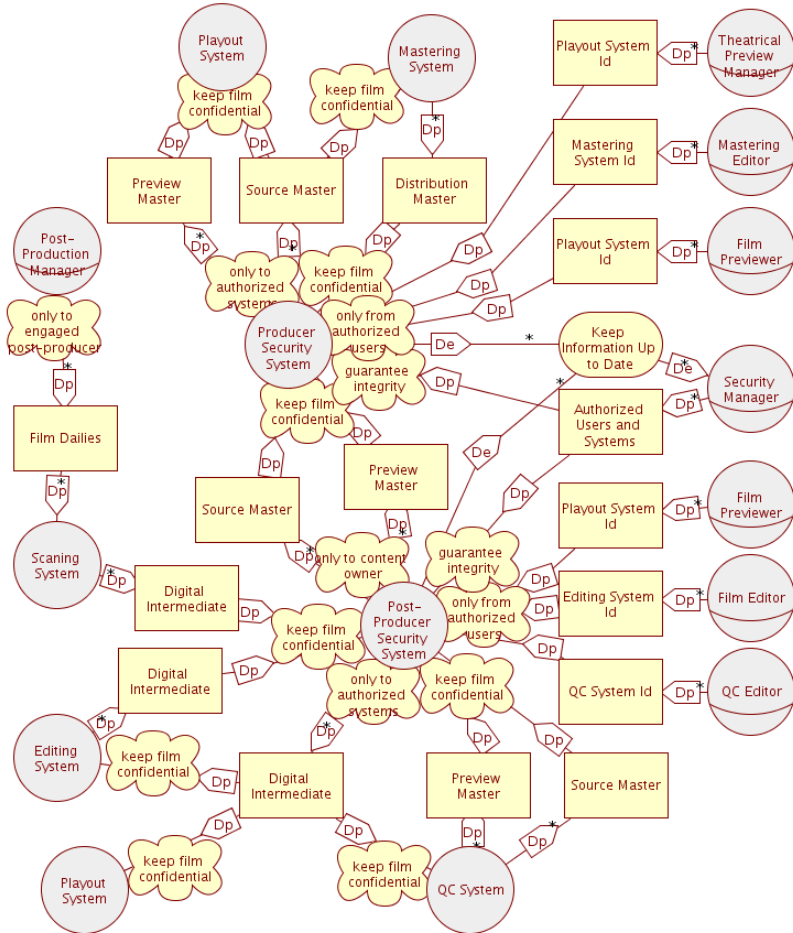 Playout
System
Mastering
System
Playout System
Id
Dp
*
Theatrical
Preview
Manager
keep film
confidential
keep film
confidential
Dp
Dp
Dp
*
Dp
Mastering
System Id
Dp
*
Mastering
Editor
Preview
Master
Source Master
Distribution
Master
Post-
Production
Manager
*
Dp
Dp
*
Dp
Dp
Playout System
Id
Dp
*
Film
Previewer
only to
authorized
systems
keep film
confidential
Dp
Dp
only to
engaged
post-producer
Producer
Security
System
only from
authorized
users
De
*
Keep
Information Up
to Date
*
De
*
Dp
guarantee
integrity
Dp
*
Dp
*
Security
Manager
keep film
confidential
Authorized
Users and
Systems
Film Dailies
Dp
Dp
De
Preview
Master
*
Dp
Source Master
Dp
Playout System
Id
Dp
*
Film
Previewer
Dp
*
Dp
*
only to content
owner
guarantee
integrity
Scaning
System
*
Dp
Digital
Intermediate
Dp
Dp
Post-
Producer
Security
System
only from
authorized
users
Dp
Editing System
Id
Dp
*
Film Editor
keep film
confidential
Dp
Digital
Intermediate
Dp
only to
authorized
systems
keep film
confidential
QC System Id
Dp
*
QC Editor
*
Dp
*
Dp
Dp
Dp
Editing
System
keep film
confidential
Dp
Digital
Intermediate
Preview
Master
Source Master
Dp
Dp
Dp
*
Dp
*
Playout
System
keep film
confidential
keep film
confidential
QC System